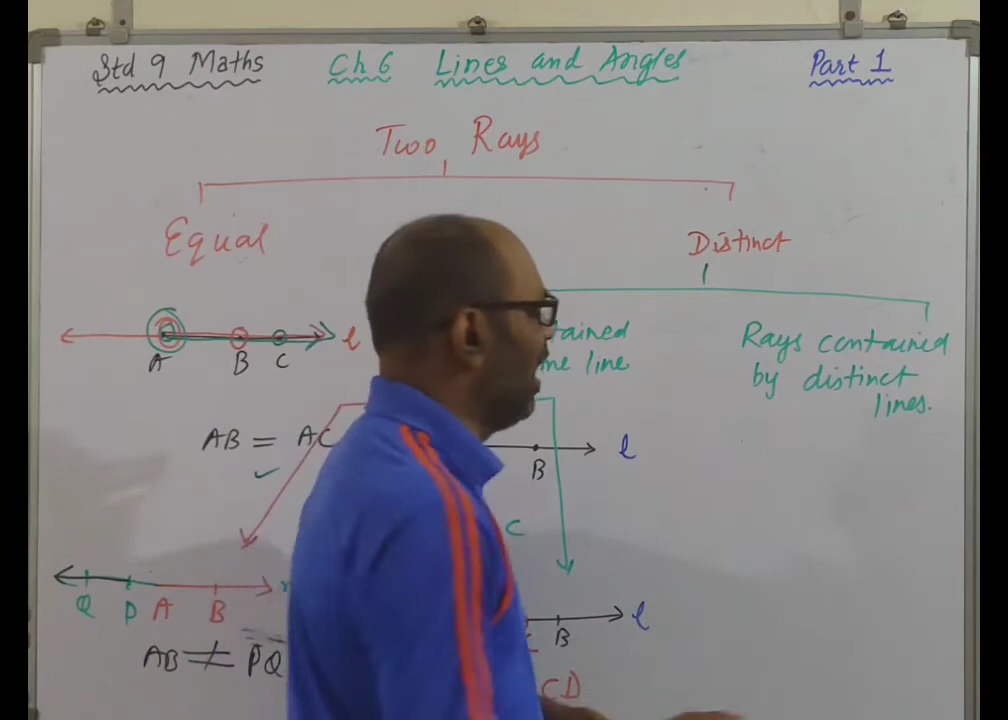 Std 9 Maths Ch 6 Lines and Angles Part 1
Two Rays
Equal Distinct
A B C l
AB = AC
Rays contained
by distinct
lines.
line
B l
C
Q P A B
AB ≠ PQ
B l
CD